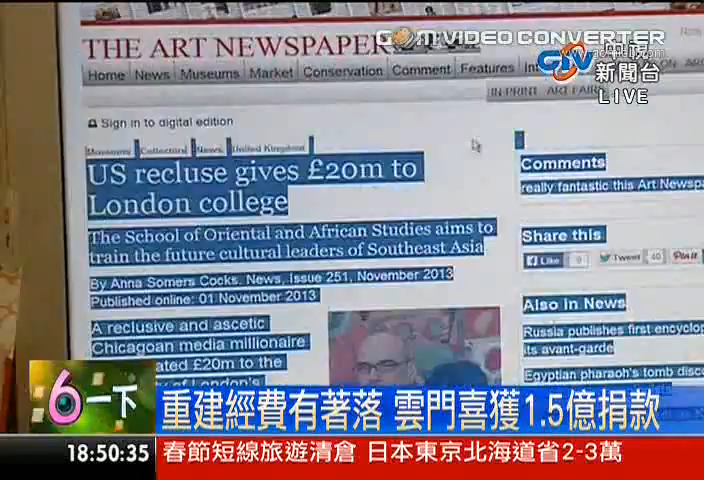 GOM VIDEO CONVERTER
THE ART NEWSPAPER
GTV
新聞台
LIVE
Home News Museums Market Conservation Comment Features
IN PRINT ART FAIRS
Sign in to digital edition
Museums Collectors News United Kingdom
US recluse gives £20m to
London college
The School of Oriental and African Studies aims to
train the future cultural leaders of Southeast Asia
By Anna Somers Cocks. News, Issue 251, November 2013
Published online: 01 November 2013
A reclusive and ascetic
Chicagoan media millionaire
ated £20m to the
Comments
really fantastic this Art Newspa
Share this
Like 9 Tweet 40 Pin it
Also in News
Russia publishes first encyclop
its avant-garde
Egyptian pharaoh's tomb disc
6一下
重建經費有著落 雲門喜獲1.5億捐款
18:50:35 春節短線旅遊清倉 日本東京北海道省2-3萬